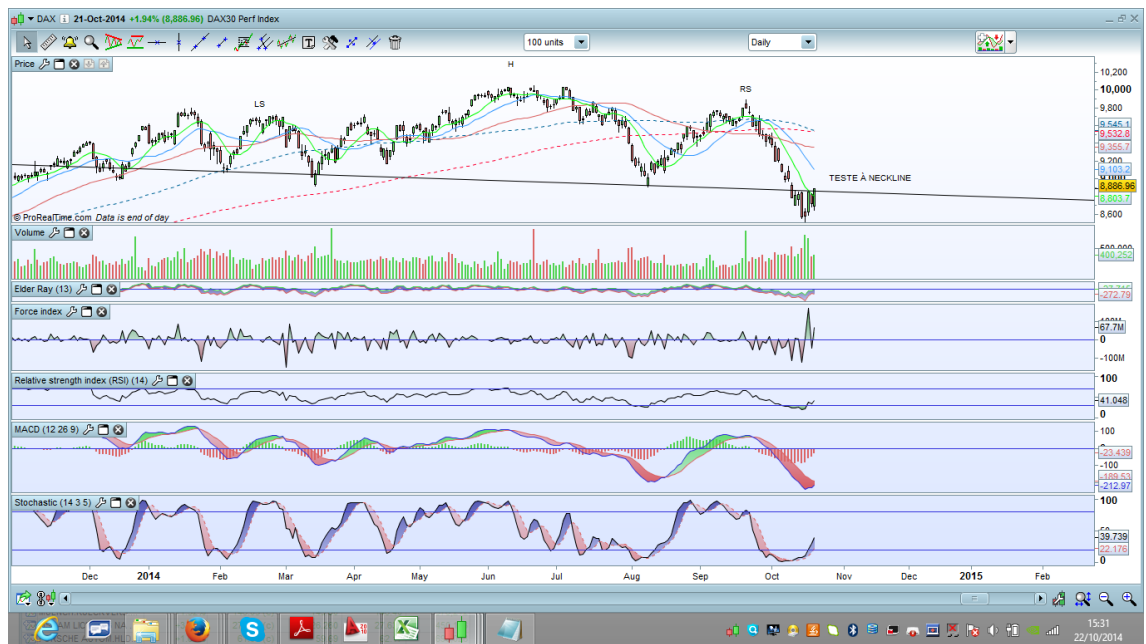 DAX 21-Oct-2014 +1.94% (8,886.96) DAX30 Perf Index
100 units
Daily
Price
H
LS
RS
TESTE À NECKLINE
10,200
10,000
9,800
9,545.1
9,532.8
9,355.7
9,200
9,103.2
9,000
8,886.96
8,803.7
8,600
© ProRealTime.com Data is end of day
Volume
500,000
400,252
Elder Ray (13)
-272.79
Force index
67.7M
0
-100M
Relative strength index (RSI) (14)
100
41.048
0
MACD (12 26 9)
100
0
-23.439
-100
-189.53
-212.97
Stochastic (14 3 5)
100
39.739
22.176
0
Dec 2014 Feb Mar Apr May Jun Jul Aug Sep Oct Nov Dec 2015 Feb
15:31
22/10/2014